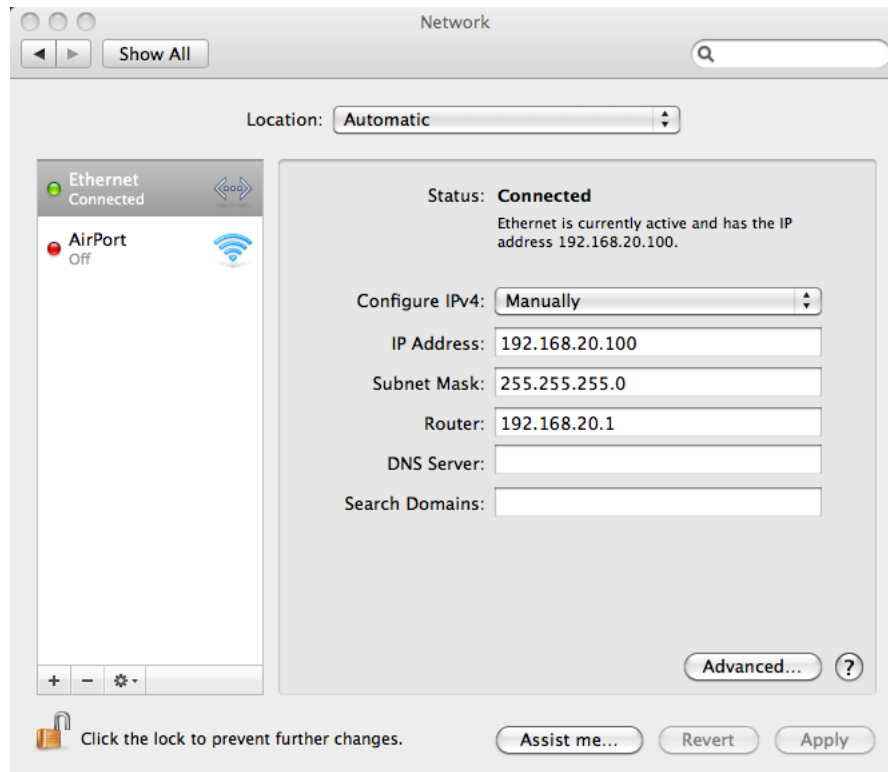 Network
Show All
Location: Automatic
Ethernet
Connected
AirPort
Off
Status: Connected
Ethernet is currently active and has the IP
address 192.168.20.100.
Configure IPv4: Manually
IP Address: 192.168.20.100
Subnet Mask: 255.255.255.0
Router: 192.168.20.1
DNS Server:
Search Domains:
Advanced... ?
Click the lock to prevent further changes.
Assist me... Revert Apply